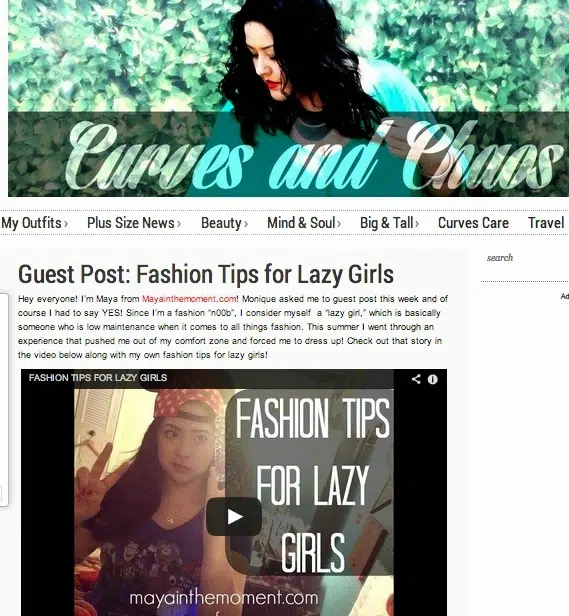 Curves and Chaos
My Outfits › Plus Size News › Beauty › Mind & Soul › Big & Tall › Curves Care Travel
search
Guest Post: Fashion Tips for Lazy Girls
Ad
Hey everyone! I'm Maya from Mayainthemoment.com! Monique asked me to guest post this week and of
course I had to say YES! Since I'm a fashion "n00b", I consider myself a "lazy girl," which is basically
someone who is low maintenance when it comes to all things fashion. This summer I went through an
experience that pushed me out of my comfort zone and forced me to dress up! Check out that story in
the video below along with my own fashion tips for lazy girls!
FASHION TIPS FOR LAZY GIRLS
FASHION TIPS
FOR LAZY
GIRLS
mayainthemoment.com